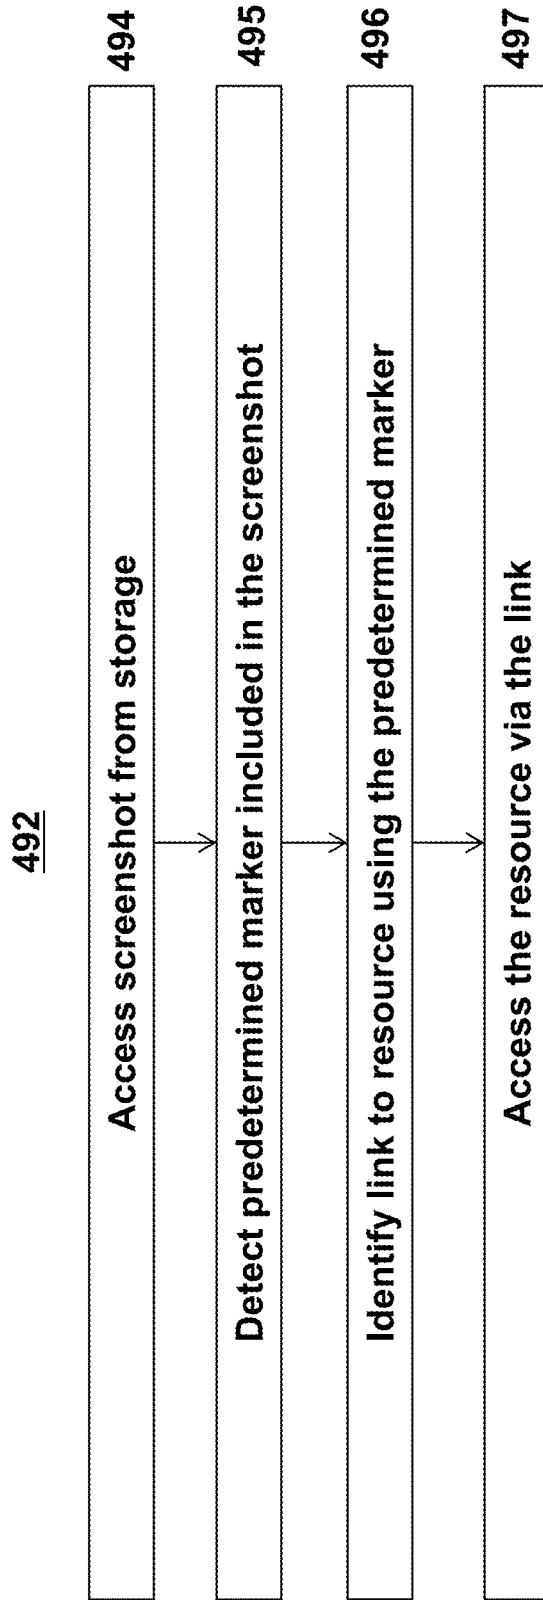 492
Access screenshot from storage 494
Detect predetermined marker included in the screenshot 495
Identify link to resource using the predetermined marker 496
Access the resource via the link 497